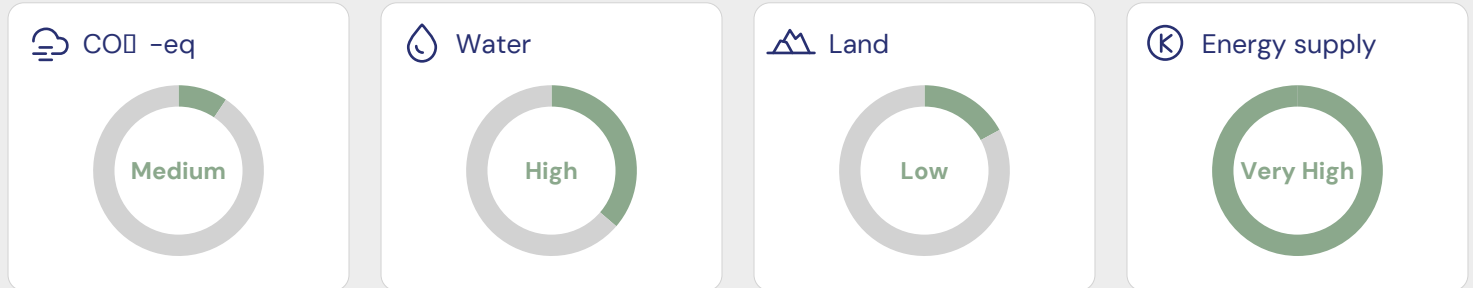 CO▯ -eq
Water
Land
Energy supply
Medium
High
Low
Very High